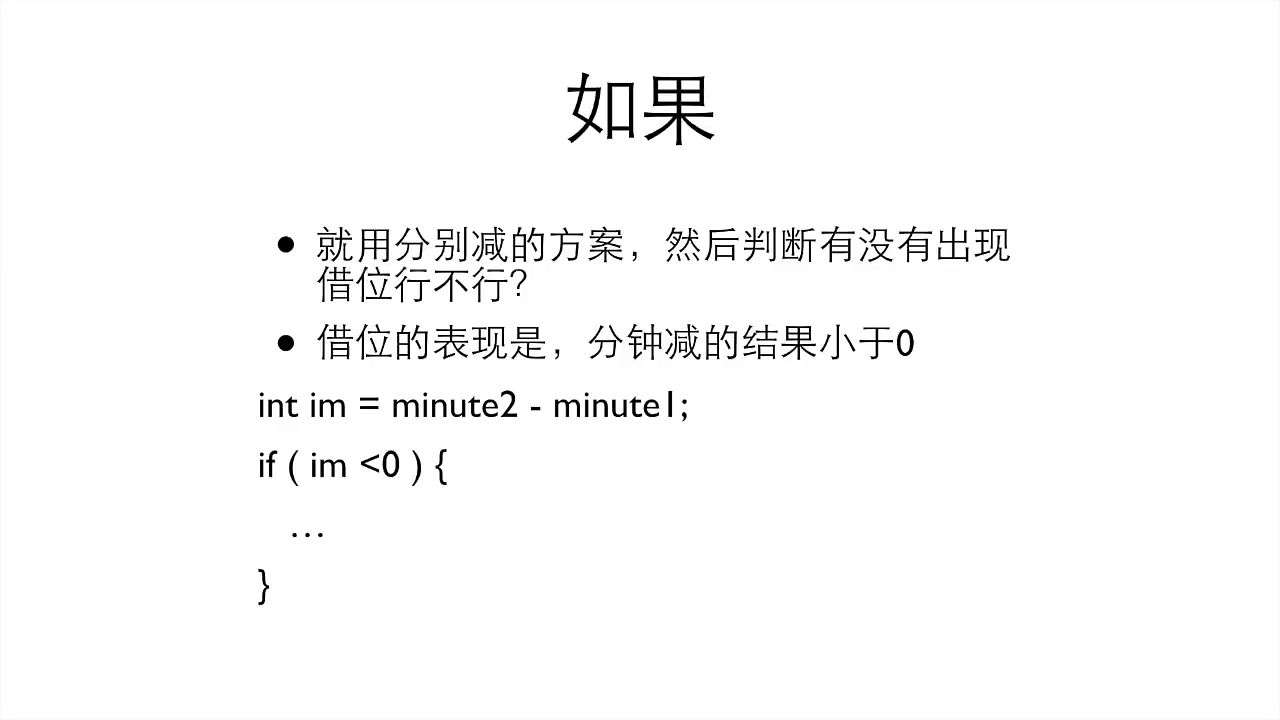 如果
• 就用分别减的方案，然后判断有没有出现
借位行不行？
• 借位的表现是，分钟减的结果小于0
int im = minute2 - minute1;
if ( im <0 ) {
…
}